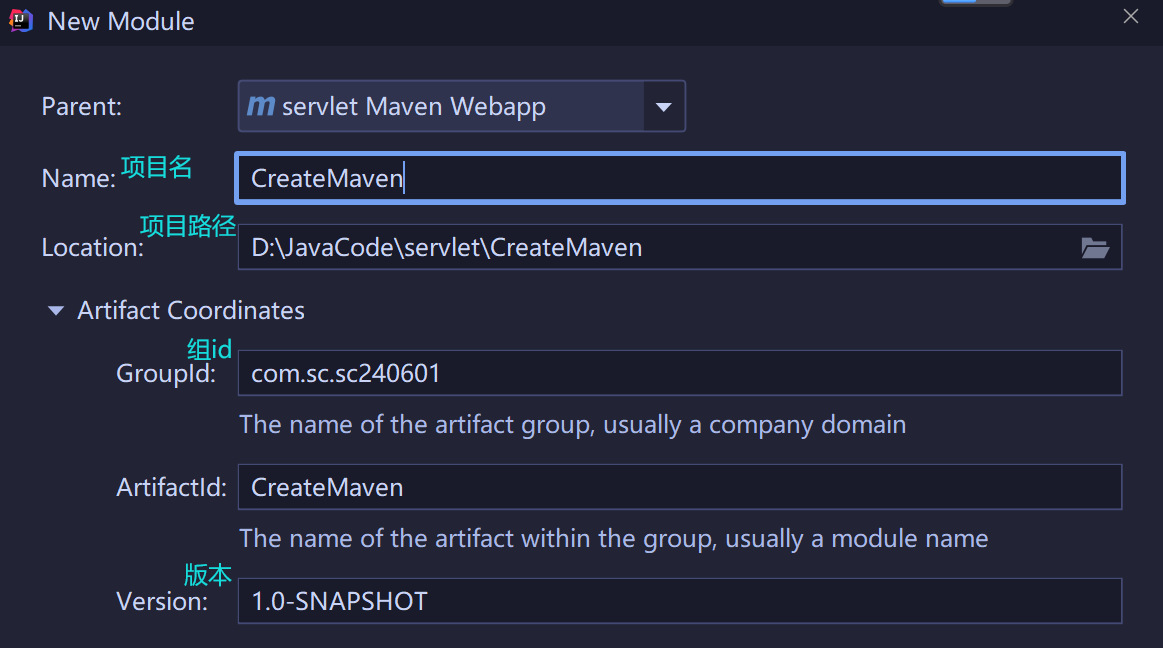 New Module
Parent: m servlet Maven Webapp
Name: 项目名 CreateMaven
Location: 项目路径 D:\JavaCode\servlet\CreateMaven
Artifact Coordinates
GroupId: 组id com.sc.sc240601
The name of the artifact group, usually a company domain
ArtifactId: CreateMaven
The name of the artifact within the group, usually a module name
Version: 版本 1.0-SNAPSHOT